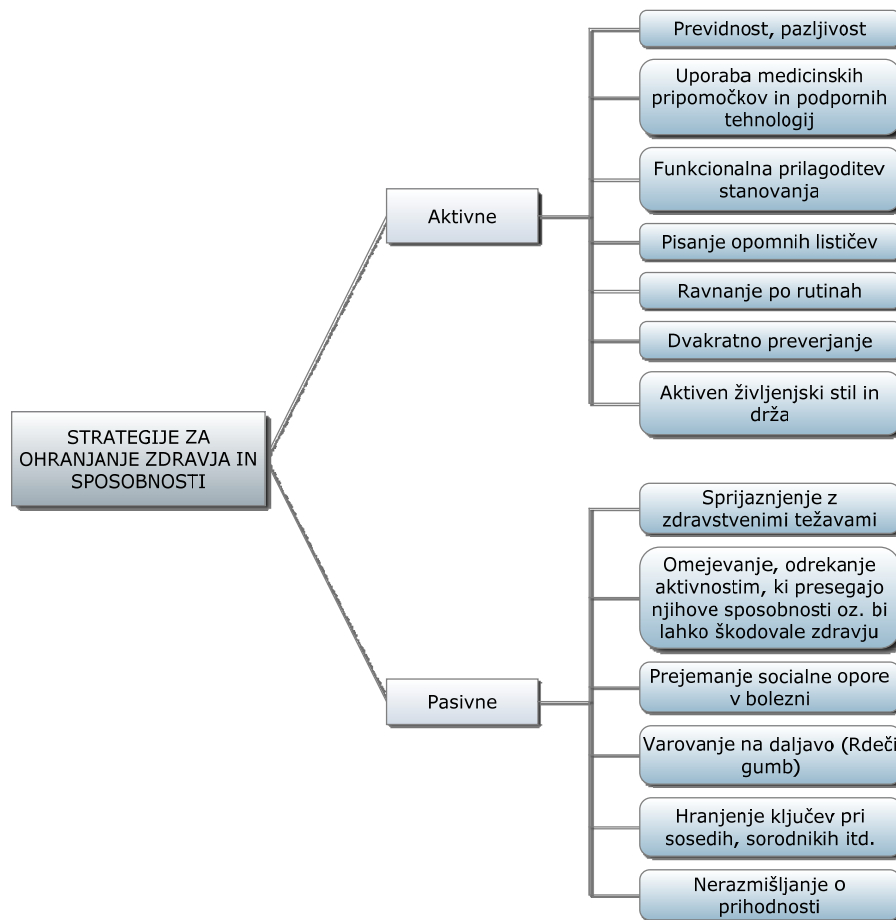 STRATEGIJE ZA
OHRANJANJE ZDRAVJA IN
SPOSOBNOSTI
Aktivne
Previdnost, pazljivost
Uporaba medicinskih
pripomočkov in podpornih
tehnologij
Funkcionalna prilagoditev
stanovanja
Pisanje opomnih lističev
Ravnanje po rutinah
Dvakratno preverjanje
Aktiven življenjski stil in
drža
Pasivne
Sprijaznjenje z
zdravstvenimi težavami
Omejevanje, odrekanje
aktivnostim, ki presegajo
njihove sposobnosti oz. bi
lahko škodovale zdravju
Prejemanje socialne opore
v bolezni
Varovanje na daljavo (Rdeči
gumb)
Hranjenje ključev pri
sosedih, sorodnikih itd.
Nerazmišljanje o
prihodnosti